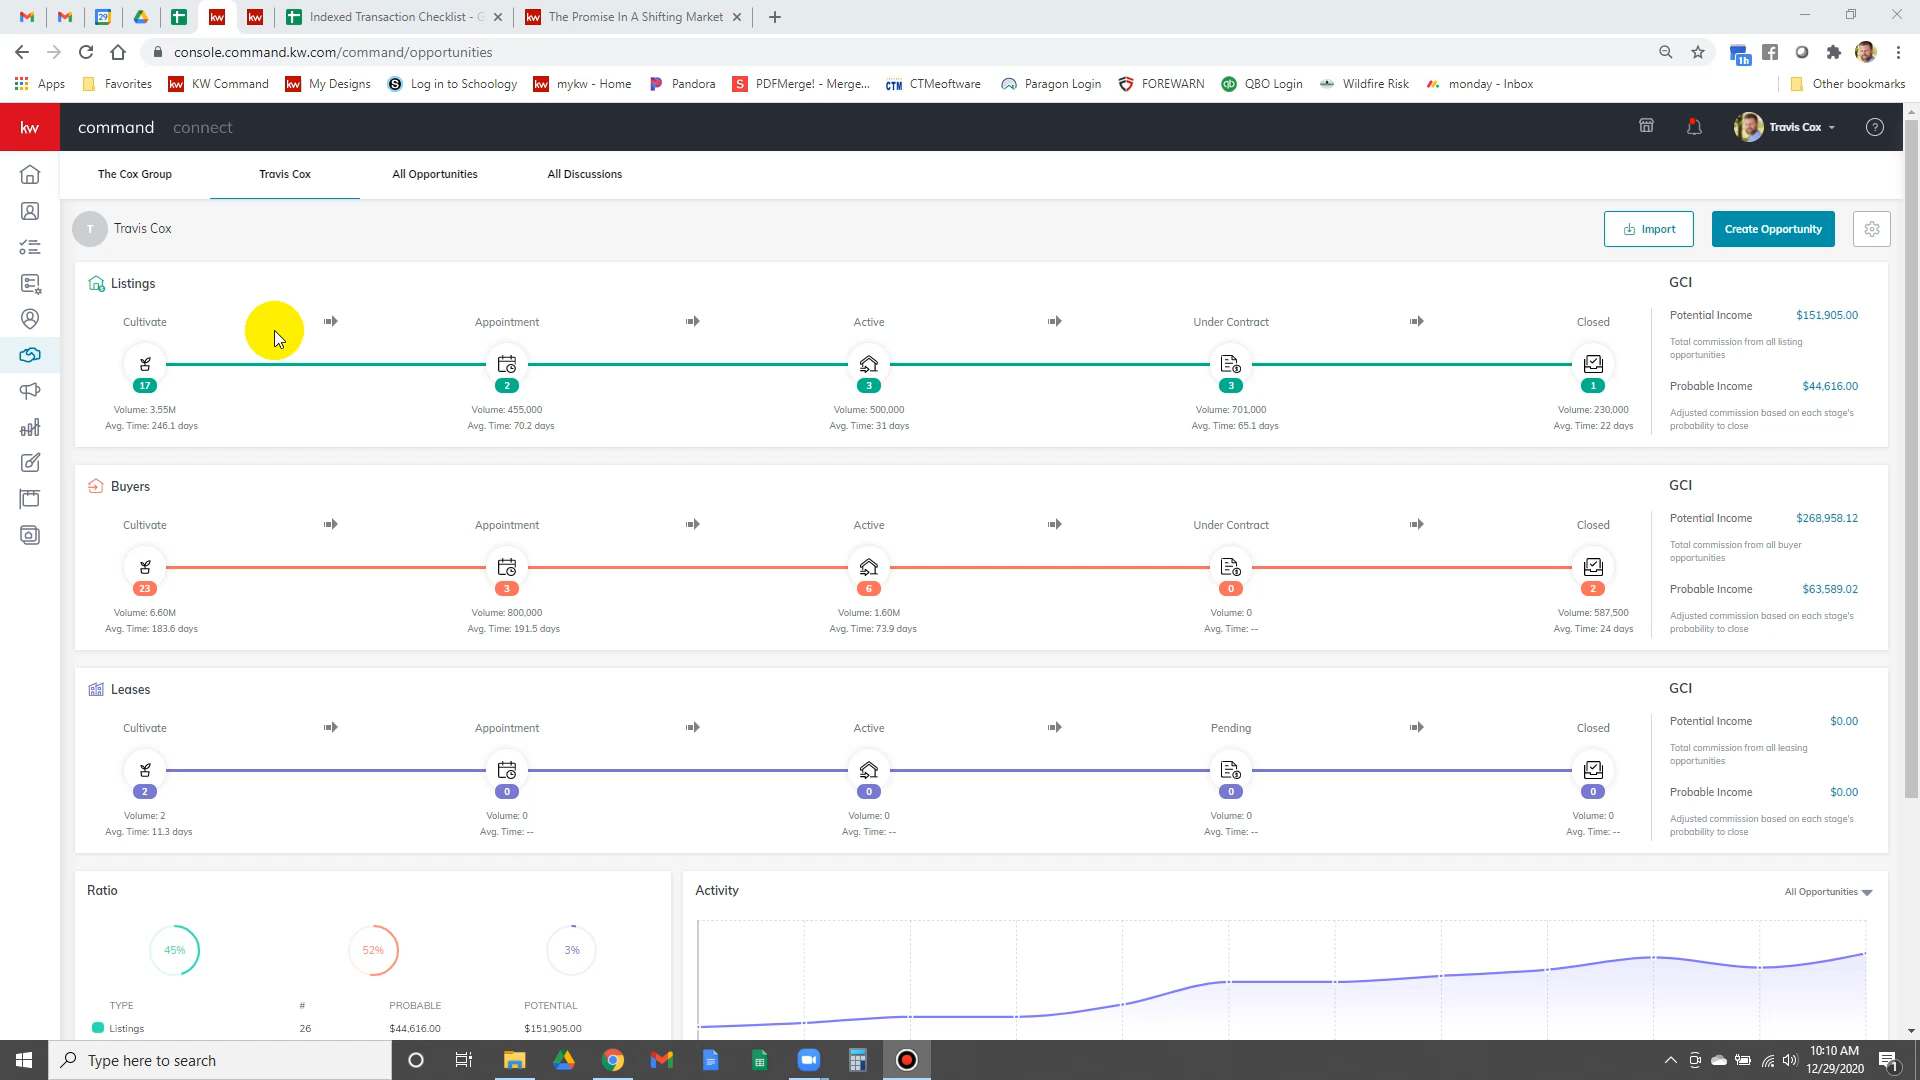 Indexed Transaction Checklist - G
The Promise In A Shifting Market
console.command.kw.com/command/opportunities
Apps Favorites KW Command My Designs Log in to Schoology mykw - Home Pandora PDFMerge! - Merge... CTMeoftware Paragon Login FOREWARN QBO Login Wildfire Risk monday - Inbox Other bookmarks
kw command connect Travis Cox
The Cox Group Travis Cox All Opportunities All Discussions
T Travis Cox Import Create Opportunity
Listings GCI
Cultivate Appointment Active Under Contract Closed
Potential Income $151,905.00
Total commission from all listing
opportunities
17 2 3 3 1
Probable Income $44,616.00
Volume: 3.55M Volume: 455,000 Volume: 500,000 Volume: 701,000 Volume: 230,000
Avg. Time: 246.1 days Avg. Time: 70.2 days Avg. Time: 31 days Avg. Time: 65.1 days Avg. Time: 22 days
Adjusted commission based on each stage's
probability to close
Buyers GCI
Cultivate Appointment Active Under Contract Closed
Potential Income $268,958.12
Total commission from all buyer
opportunities
23 3 6 0 2
Probable Income $63,589.02
Volume: 6.60M Volume: 800,000 Volume: 1.60M Volume: 0 Volume: 587,500
Avg. Time: 183.6 days Avg. Time: 191.5 days Avg. Time: 73.9 days Avg. Time: -- Avg. Time: 24 days
Adjusted commission based on each stage's
probability to close
Leases GCI
Cultivate Appointment Active Pending Closed
Potential Income $0.00
Total commission from all leasing
opportunities
2 0 0 0 0
Probable Income $0.00
Volume: 2 Volume: 0 Volume: 0 Volume: 0 Volume: 0
Avg. Time: 11.3 days Avg. Time: -- Avg. Time: -- Avg. Time: -- Avg. Time: --
Adjusted commission based on each stage's
probability to close
Ratio
45% 52% 3%
TYPE # PROBABLE POTENTIAL
Listings 26 $44,616.00 $151,905.00
Activity All Opportunities
Type here to search
10:10 AM
12/29/2020
1